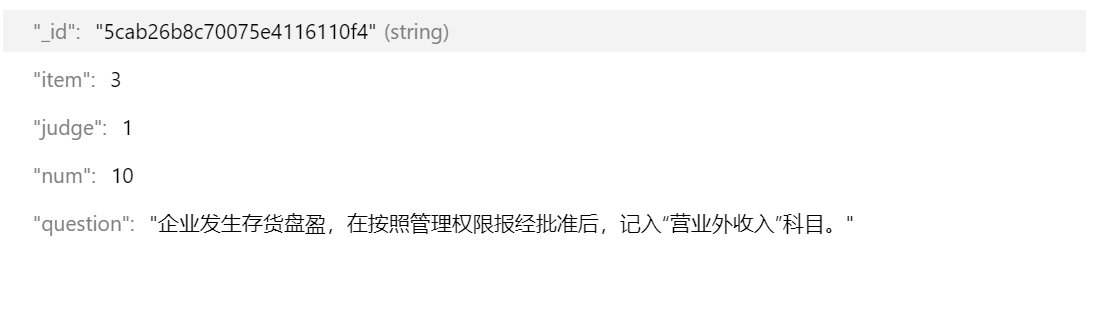 "_id": "5cab26b8c70075e4116110f4" (string)
"item": 3
"judge": 1
"num": 10
"question": "企业发生存货盘盈，在按照管理权限报经批准后，记入“营业外收入”科目。"